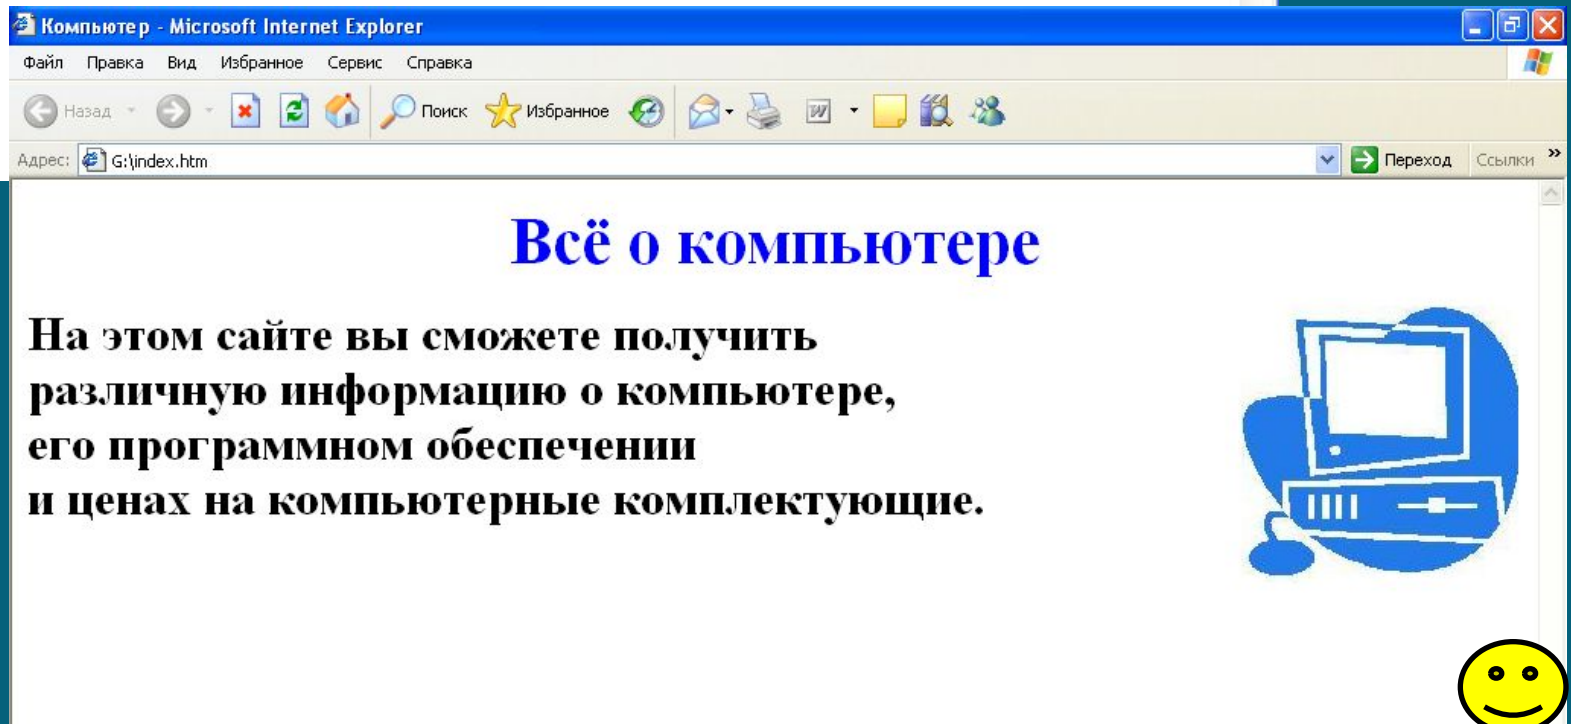 Компьютер - Microsoft Internet Explorer
Файл Правка Вид Избранное Сервис Справка
Назад Поиск Избранное W
Адрес: G:\index.htm Переход Ссылки »
Всё о компьютере
На этом сайте вы сможете получить
различную информацию о компьютере,
его программном обеспечении
и ценах на компьютерные комплектующие.